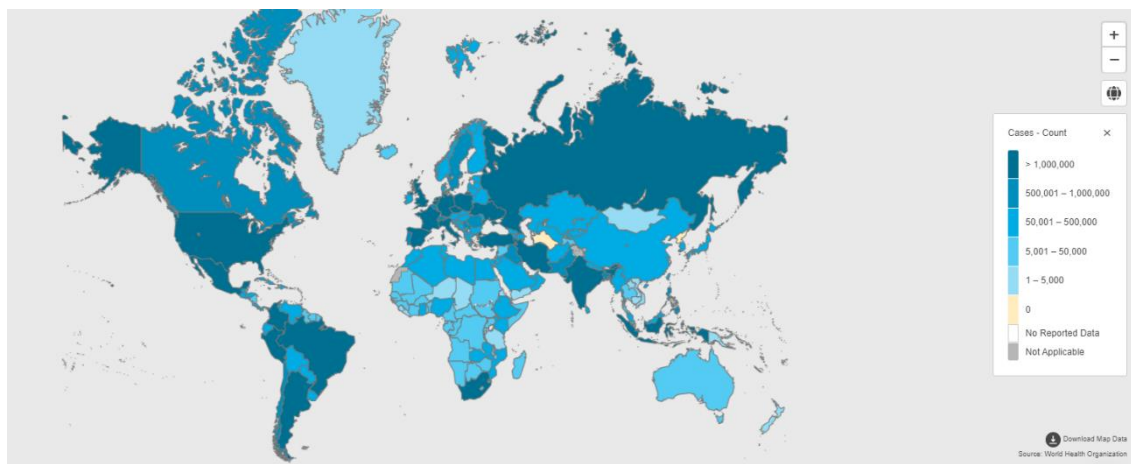 +
−
Cases - Count ×
> 1,000,000
500,001 – 1,000,000
50,001 – 500,000
5,001 – 50,000
1 – 5,000
0
No Reported Data
Not Applicable
Download Map Data
Source: World Health Organization